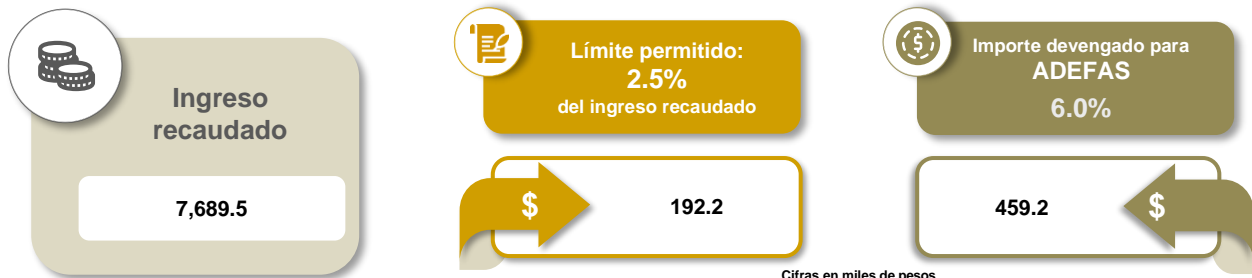 Ingreso
recaudado
7,689.5
Límite permitido:
2.5%
del ingreso recaudado
$
192.2
Importe devengado para
ADEFAS
6.0%
459.2
$
Cifras en miles de pesos